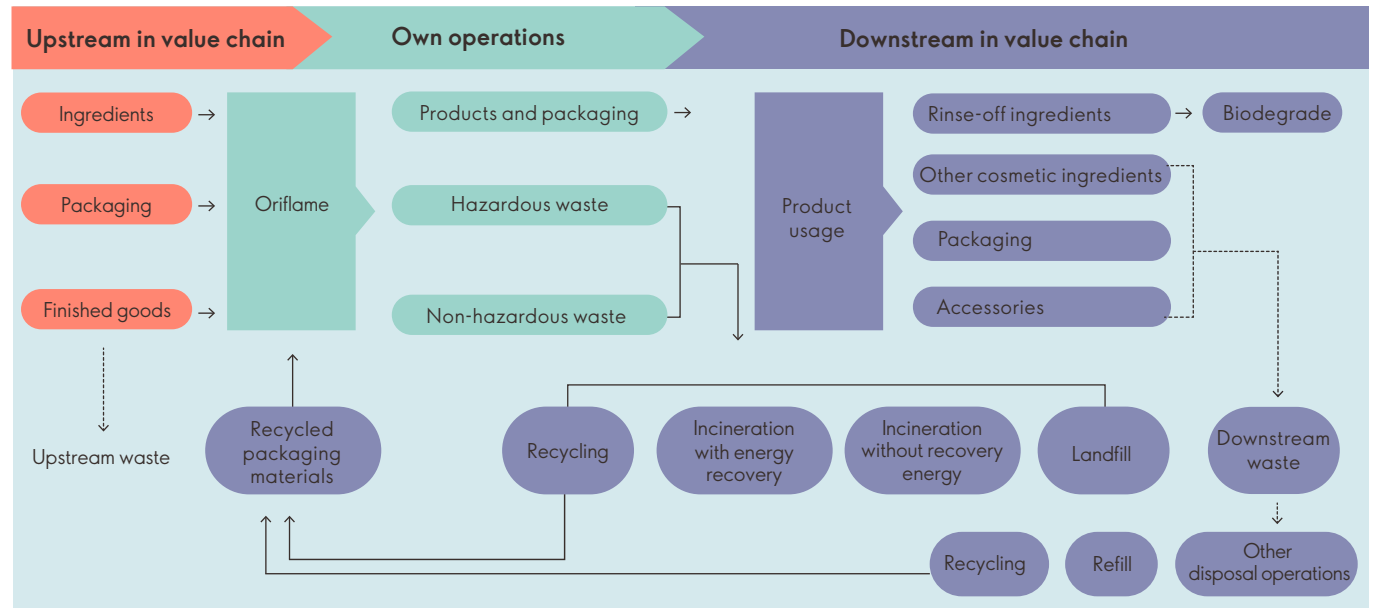 Upstream in value chain
Own operations
Downstream in value chain
Ingredients
Packaging
Finished goods
Upstream waste
Oriflame
Products and packaging
Hazardous waste
Non-hazardous waste
Product
usage
Rinse-off ingredients
Biodegrade
Other cosmetic ingredients
Packaging
Accessories
Recycled
packaging
materials
Recycling
Incineration
with energy
recovery
Incineration
without recovery
energy
Landfill
Downstream
waste
Recycling
Refill
Other
disposal operations